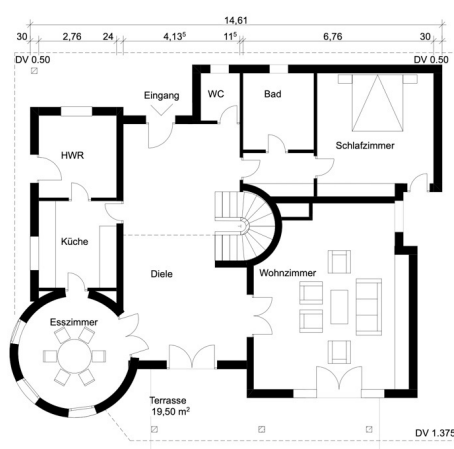 14,61
30 2,76 24 4,13⁵ 11⁵ 6,76 30
DV 0.50 DV 0.50
Eingang WC Bad
Schlafzimmer
HWR
Küche
Diele Wohnzimmer
Esszimmer
Terrasse
19,50 m²
DV 1.375